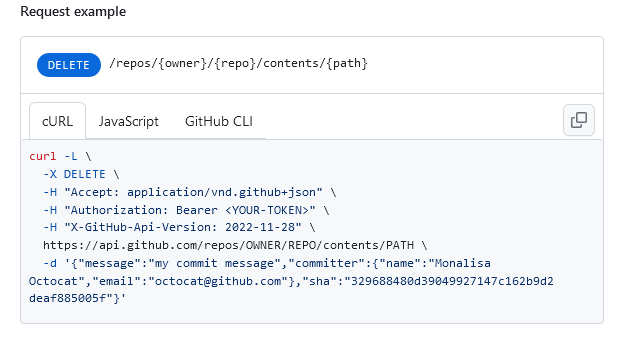 Request example
DELETE /repos/{owner}/{repo}/contents/{path}
cURL JavaScript GitHub CLI
curl -L \
-X DELETE \
-H "Accept: application/vnd.github+json" \
-H "Authorization: Bearer <YOUR-TOKEN>" \
-H "X-GitHub-Api-Version: 2022-11-28" \
https://api.github.com/repos/OWNER/REPO/contents/PATH \
-d '{"message":"my commit message","committer":{"name":"Monalisa
Octocat","email":"octocat@github.com"},"sha":"329688480d39049927147c162b9d2
deaf885005f"}'